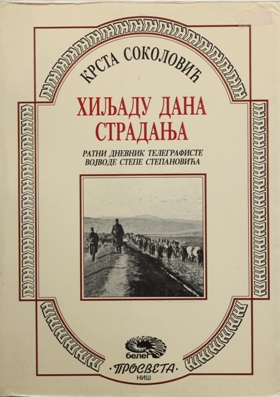 КРСТА СОКОЛОВИЋ
ХИЉАДУ ДАНА
СТРАДАЊА
РАТНИ ДНЕВНИК ТЕЛЕГРАФИСТЕ
ВОЈВОДЕ СТЕПЕ СТЕПАНОВИЋА
белег
·ПРОСВЕТА·
НИШ